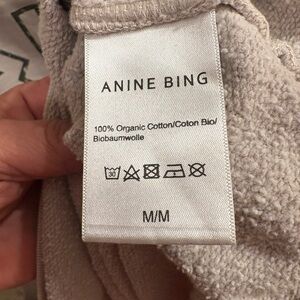 ANINE BING
100% Organic Cotton/Coton Bio/
Biobaumwolle
M/M